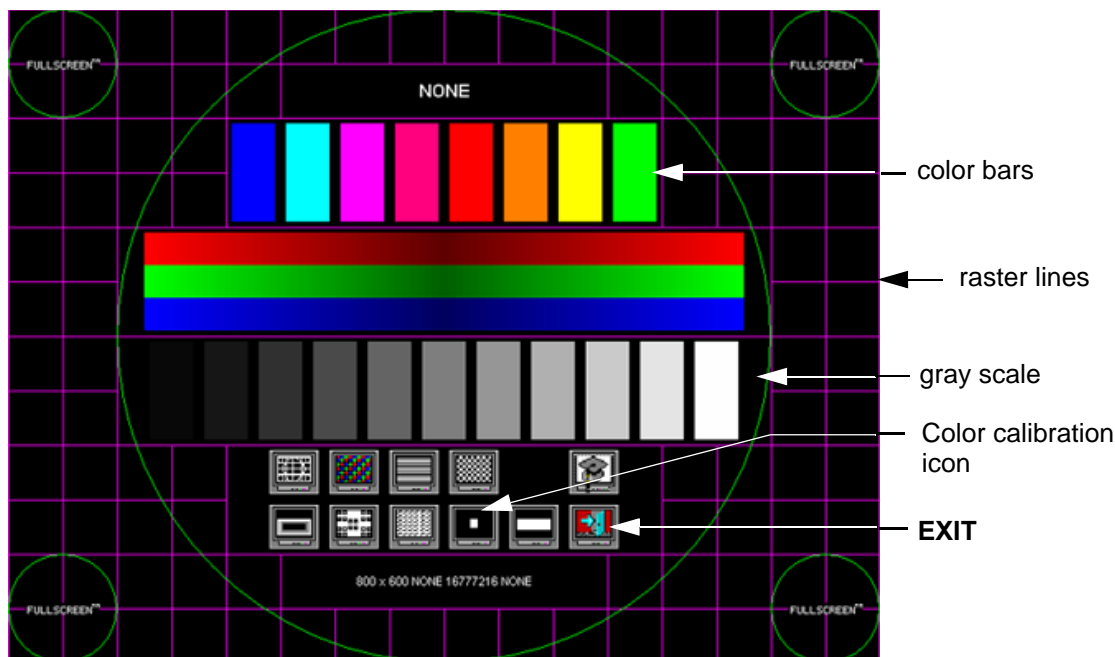 FULLSCREEN™
FULLSCREEN™
NONE
color bars
raster lines
gray scale
Color calibration
icon
EXIT
800 x 600 NONE 16777216 NONE
FULLSCREEN™
FULLSCREEN™